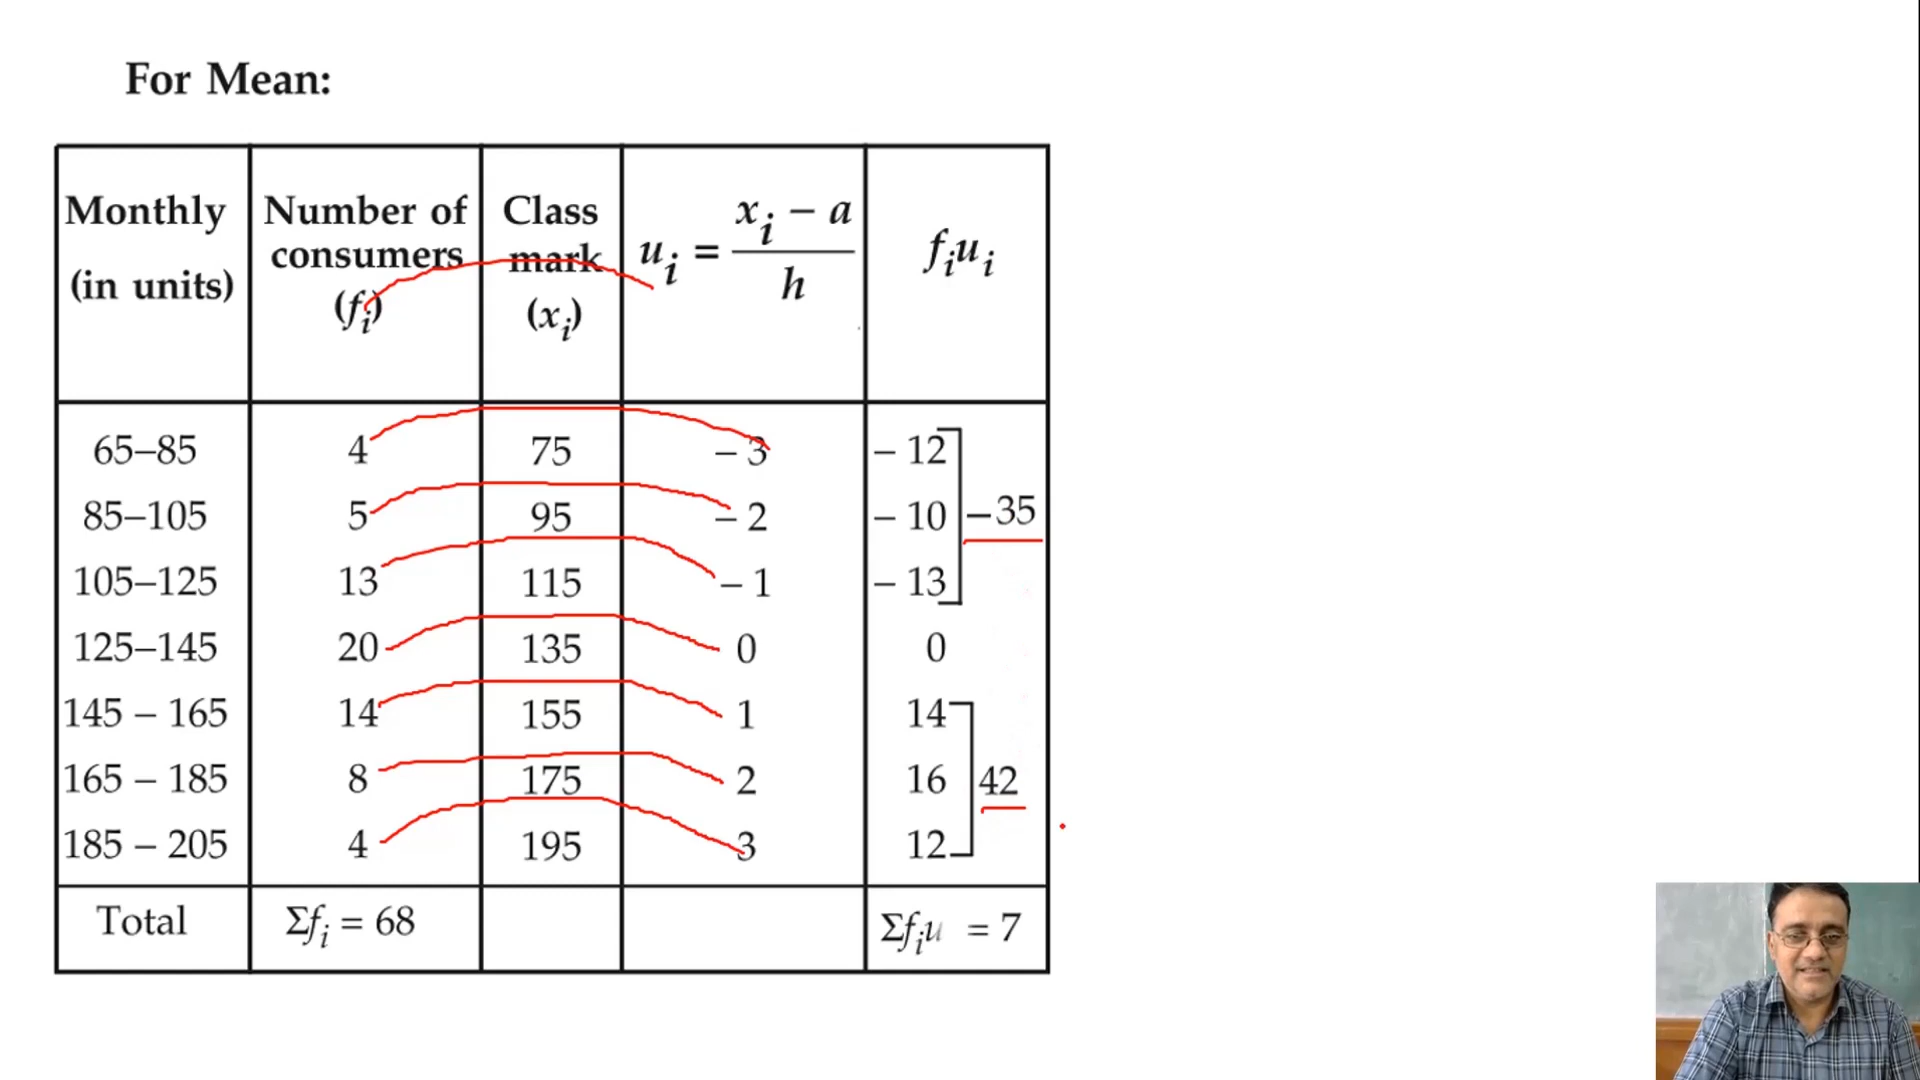 For Mean:
Monthly (in units) Number of consumers (fi) Class mark (xi) ui = xi − a / h fiui
65–85 4 75 – 3 – 12
85–105 5 95 – 2 – 10 –35
105–125 13 115 – 1 – 13
125–145 20 135 0 0
145 – 165 14 155 1 14
165 – 185 8 175 2 16 42
185 – 205 4 195 3 12
Total Σfi = 68 Σfiu = 7